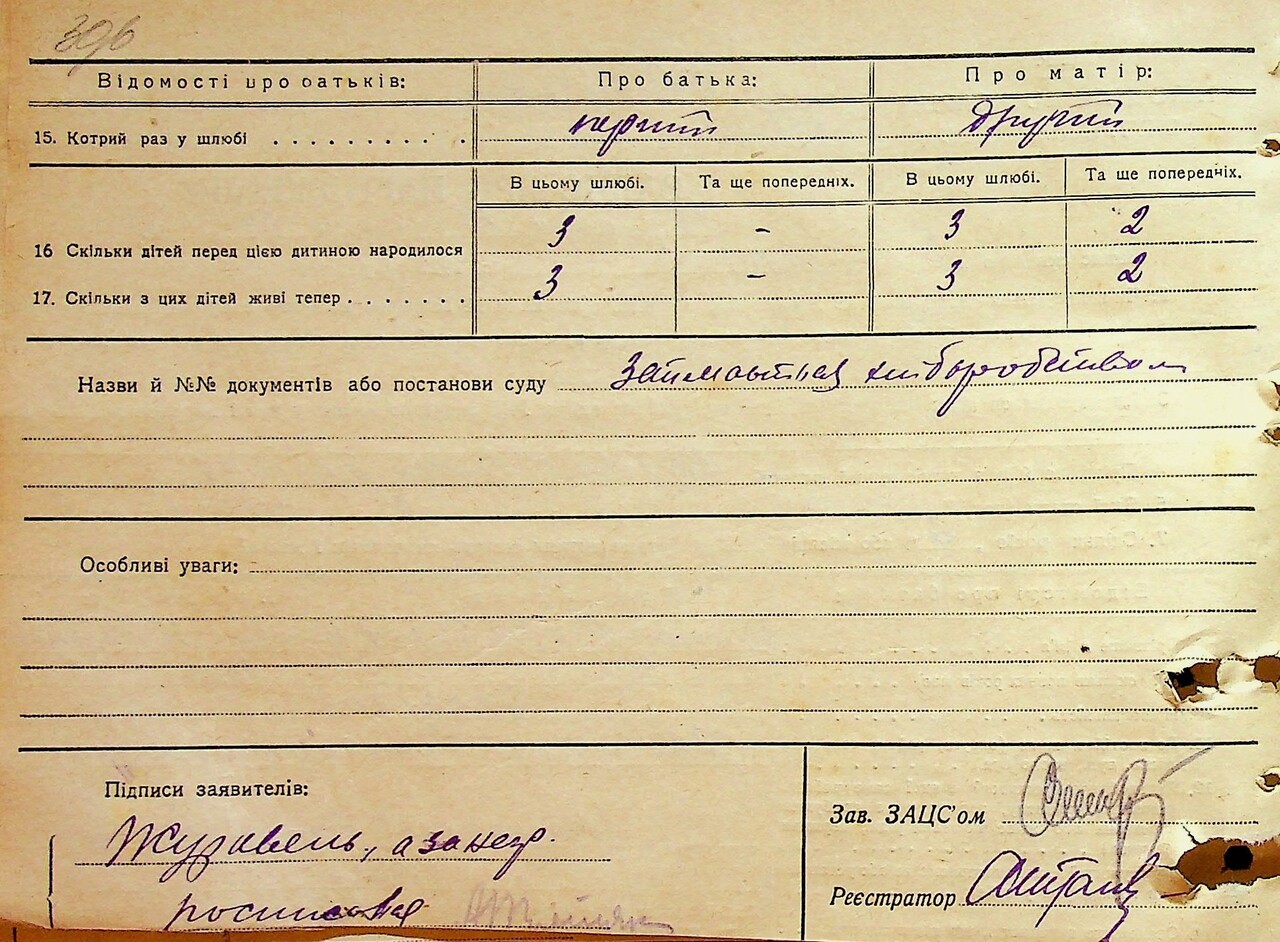 396
Відомості про батьків: Про батька: Про матір:
15. Котрий раз у шлюбі . . . . . . . . . . . перший другий
В цьому шлюбі. Та ще попередніх. В цьому шлюбі. Та ще попередніх.
16 Скільки дітей перед цією дитиною народилося 3 - 3 2
17. Скільки з цих дітей живі тепер . . . . . . . 3 - 3 2
Назви й №№ документів або постанови суду Займається хліборобством
Особливі уваги:
Підписи заявителів:
Журавель, а за негр.
росписався
Зав. ЗАЦС'ом
Реєстратор